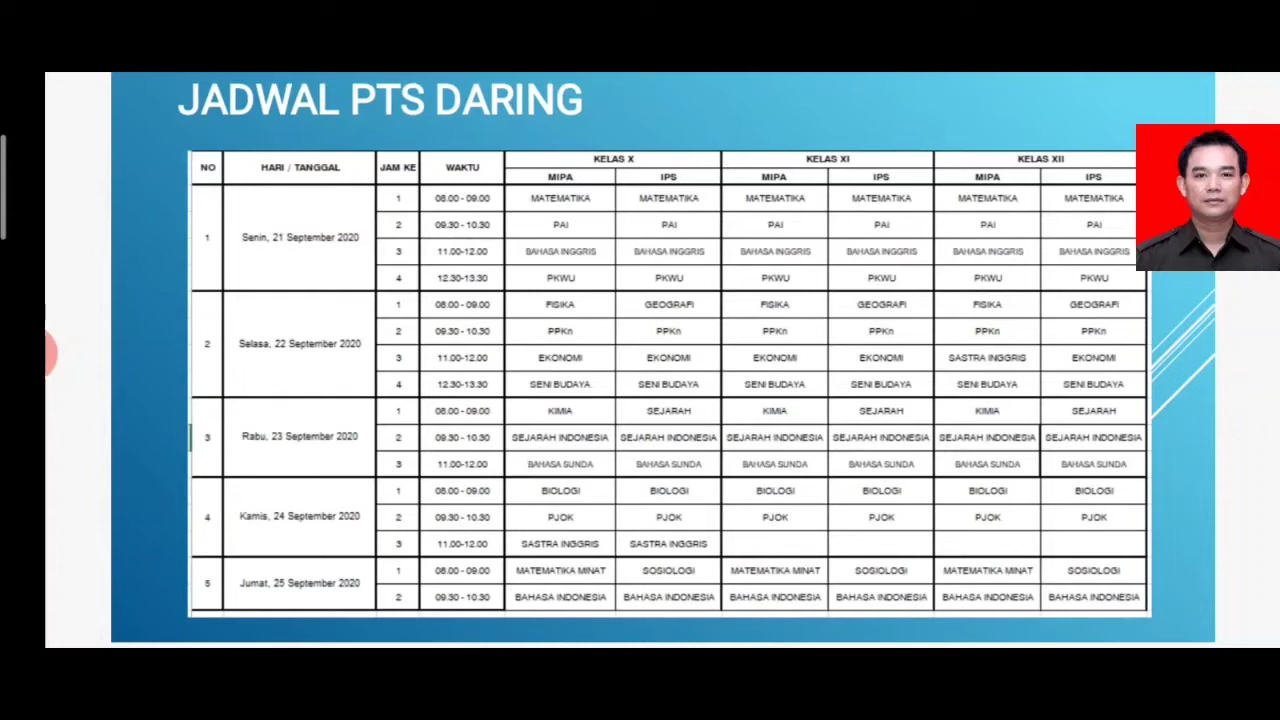 JADWAL PTS DARING
NO HARI / TANGGAL JAM KE WAKTU KELAS X KELAS XI KELAS XII
MIPA IPS MIPA IPS MIPA IPS
1 Senin, 21 September 2020
1 08.00 - 09.00 MATEMATIKA MATEMATIKA MATEMATIKA MATEMATIKA MATEMATIKA MATEMATIKA
2 09.30 - 10.30 PAI PAI PAI PAI PAI PAI
3 11.00-12.00 BAHASA INGGRIS BAHASA INGGRIS BAHASA INGGRIS BAHASA INGGRIS BAHASA INGGRIS BAHASA INGGRIS
4 12.30-13.30 PKWU PKWU PKWU PKWU PKWU PKWU
2 Selasa, 22 September 2020
1 08.00 - 09.00 FISIKA GEOGRAFI FISIKA GEOGRAFI FISIKA GEOGRAFI
2 09.30 - 10.30 PPKn PPKn PPKn PPKn PPKn PPKn
3 11.00-12.00 EKONOMI EKONOMI EKONOMI EKONOMI SASTRA INGGRIS EKONOMI
4 12.30-13.30 SENI BUDAYA SENI BUDAYA SENI BUDAYA SENI BUDAYA SENI BUDAYA SENI BUDAYA
3 Rabu, 23 September 2020
1 08.00 - 09.00 KIMIA SEJARAH KIMIA SEJARAH KIMIA SEJARAH
2 09.30 - 10.30 SEJARAH INDONESIA SEJARAH INDONESIA SEJARAH INDONESIA SEJARAH INDONESIA SEJARAH INDONESIA SEJARAH INDONESIA
3 11.00-12.00 BAHASA SUNDA BAHASA SUNDA BAHASA SUNDA BAHASA SUNDA BAHASA SUNDA BAHASA SUNDA
4 Kamis, 24 September 2020
1 08.00 - 09.00 BIOLOGI BIOLOGI BIOLOGI BIOLOGI BIOLOGI BIOLOGI
2 09.30 - 10.30 PJOK PJOK PJOK PJOK PJOK PJOK
3 11.00-12.00 SASTRA INGGRIS SASTRA INGGRIS
5 Jumat, 25 September 2020
1 08.00 - 09.00 MATEMATIKA MINAT SOSIOLOGI MATEMATIKA MINAT SOSIOLOGI MATEMATIKA MINAT SOSIOLOGI
2 09.30 - 10.30 BAHASA INDONESIA BAHASA INDONESIA BAHASA INDONESIA BAHASA INDONESIA BAHASA INDONESIA BAHASA INDONESIA